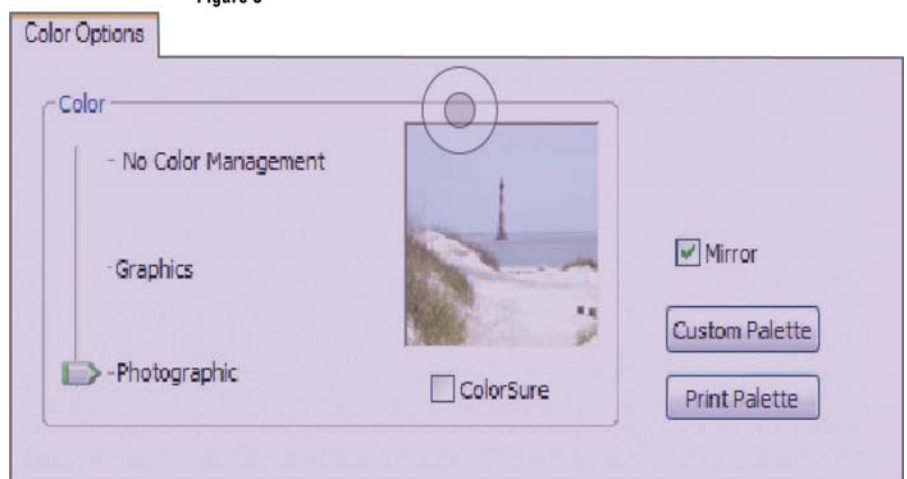 Color Options
Color
- No Color Management
- Graphics
- Photographic
ColorSure
Mirror
Custom Palette
Print Palette